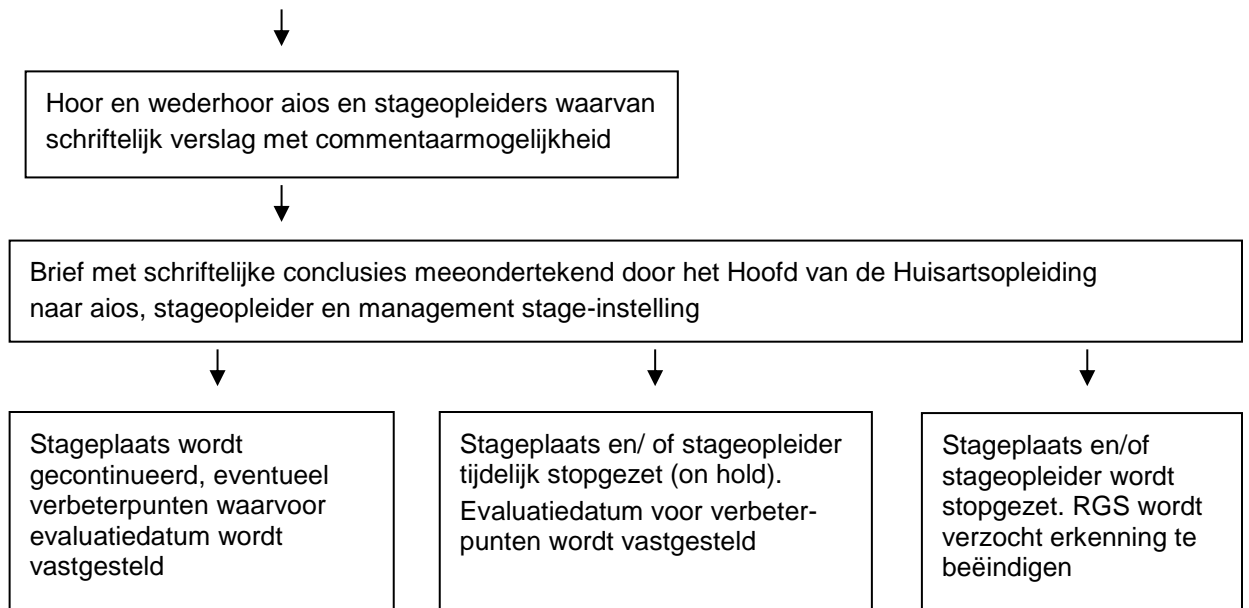 Hoor en wederhoor aios en stageopleiders waarvan
schriftelijk verslag met commentaarmogelijkheid
Brief met schriftelijke conclusies meeondertekend door het Hoofd van de Huisartsopleiding
naar aios, stageopleider en management stage-instelling
Stageplaats wordt
gecontinueerd, eventueel
verbeterpunten waarvoor
evaluatiedatum wordt
vastgesteld
Stageplaats en/ of stageopleider
tijdelijk stopgezet (on hold).
Evaluatiedatum voor verbeter-
punten wordt vastgesteld
Stageplaats en/of
stageopleider wordt
stopgezet. RGS wordt
verzocht erkenning te
beëindigen